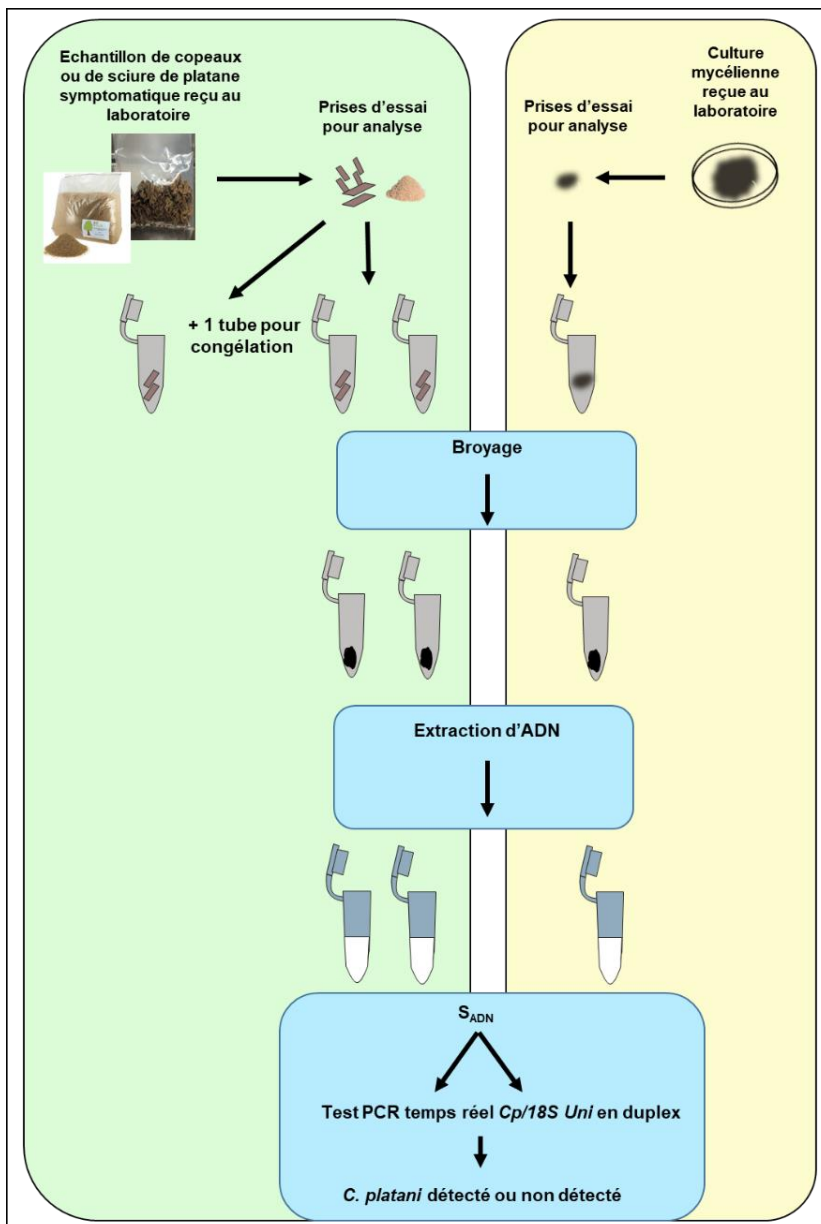 Echantillon de copeaux
ou de sciure de platane
symptomatique reçu au
laboratoire
Prises d'essai
pour analyse
Prises d'essai
pour analyse
Culture
mycélienne
reçue au
laboratoire
+ 1 tube pour
congélation
Broyage
Extraction d'ADN
SADN
Test PCR temps réel Cp/18S Uni en duplex
C. platani détecté ou non détecté